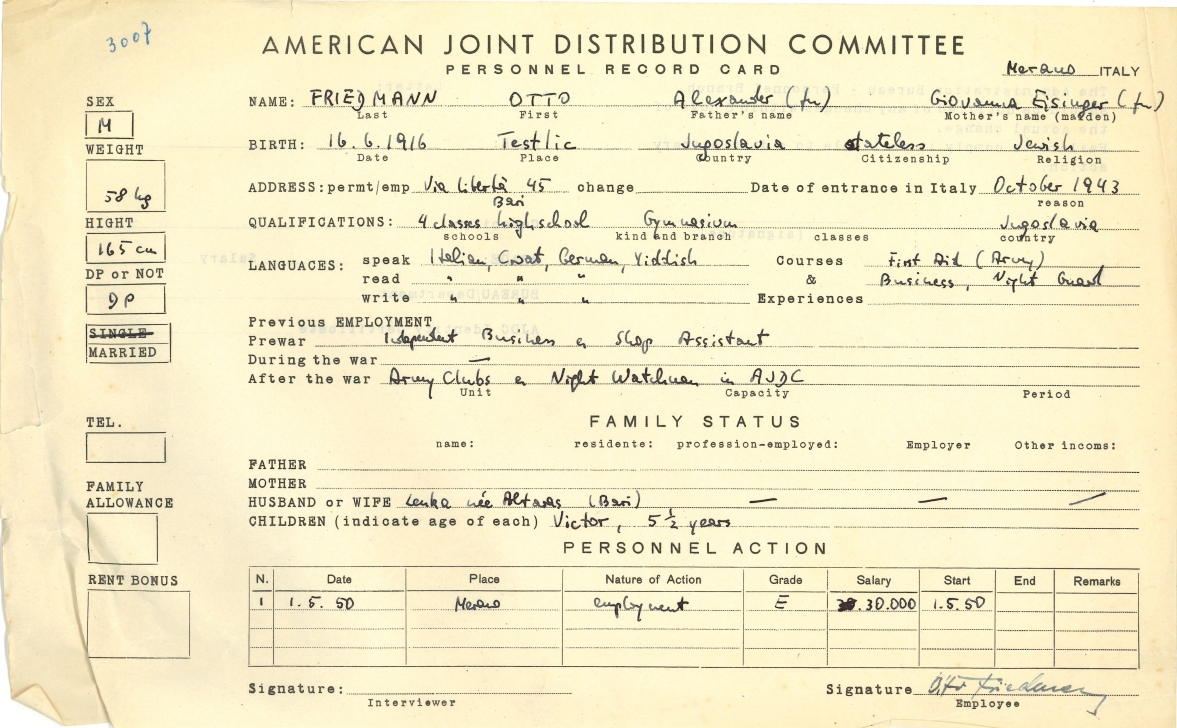 3007
AMERICAN JOINT DISTRIBUTION COMMITTEE
PERSONNEL RECORD CARD
Merano ITALY
SEX
M
NAME: FRIEDMANN OTTO Alexander (fu) Giovanna Eisinger (fu)
Last First Father's name Mother's name (maiden)
WEIGHT
58 kg
BIRTH: 16.6.1916 Testlic Jugoslavia stateless Jewish
Date Place Country Citizenship Religion
ADDRESS: permt/emp Via Libertà 45 change Date of entrance in Italy October 1943
Bari reason
HIGHT
165 cm
QUALIFICATIONS: 4 classes highschool Gymnasium Jugoslavia
schools kind and branch classes country
DP or NOT
DP
LANGUACES: speak Italian, Croat, German, Yiddish Courses First Aid (Army)
read " " " & Business, Night Guard
write " " " Experiences
SINGLE
MARRIED
Previous EMPLOYMENT
Prewar Independent Business & Shop Assistant
During the war —
After the war Army Clubs & Night Watchman in AJDC
Unit Capacity Period
TEL.
FAMILY STATUS
name: residente: profession-employed: Employer Other incoms:
FATHER
MOTHER
FAMILY
ALLOWANCE
HUSBAND or WIFE Lenka née Altaras (Bari) — — —
CHILDREN (indicate age of each) Victor, 5 1/2 years
PERSONNEL ACTION
RENT BONUS
N. Date Place Nature of Action Grade Salary Start End Remarks
1 1.5.50 Merano employment E 30.000 1.5.50
Signature: Signature Otto Friedmann
Interviewer Employee